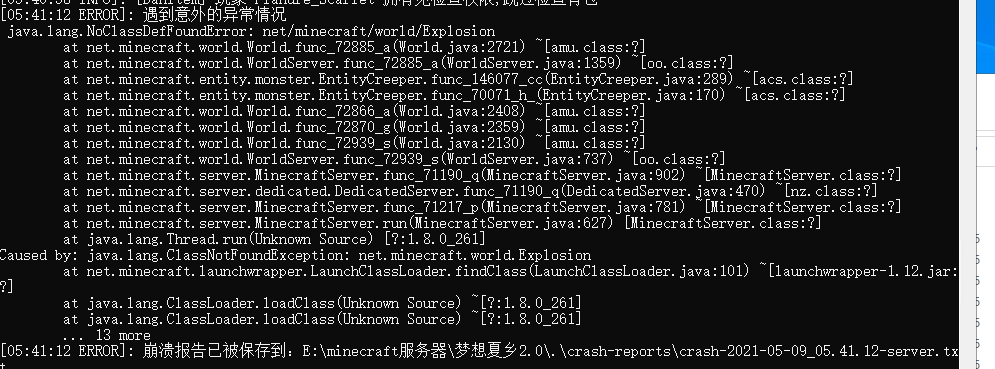 [05:41:12 ERROR]: 遇到意外的异常情况
java.lang.NoClassDefFoundError: net/minecraft/world/Explosion
at net.minecraft.world.World.func_72885_a(World.java:2721) ~[amu.class:?]
at net.minecraft.world.WorldServer.func_72885_a(WorldServer.java:1359) ~[oo.class:?]
at net.minecraft.entity.monster.EntityCreeper.func_146077_cc(EntityCreeper.java:289) ~[acs.class:?]
at net.minecraft.entity.monster.EntityCreeper.func_70071_h_(EntityCreeper.java:170) ~[acs.class:?]
at net.minecraft.world.World.func_72866_a(World.java:2408) ~[amu.class:?]
at net.minecraft.world.World.func_72870_g(World.java:2359) ~[amu.class:?]
at net.minecraft.world.World.func_72939_s(World.java:2130) ~[amu.class:?]
at net.minecraft.world.WorldServer.func_72939_s(WorldServer.java:737) ~[oo.class:?]
at net.minecraft.server.MinecraftServer.func_71190_q(MinecraftServer.java:902) ~[MinecraftServer.class:?]
at net.minecraft.server.dedicated.DedicatedServer.func_71190_q(DedicatedServer.java:470) ~[nz.class:?]
at net.minecraft.server.MinecraftServer.func_71217_p(MinecraftServer.java:781) ~[MinecraftServer.class:?]
at net.minecraft.server.MinecraftServer.run(MinecraftServer.java:627) [MinecraftServer.class:?]
at java.lang.Thread.run(Unknown Source) [?:1.8.0_261]
Caused by: java.lang.ClassNotFoundException: net.minecraft.world.Explosion
at net.minecraft.launchwrapper.LaunchClassLoader.findClass(LaunchClassLoader.java:101) ~[launchwrapper-1.12.jar:
?]
at java.lang.ClassLoader.loadClass(Unknown Source) ~[?:1.8.0_261]
at java.lang.ClassLoader.loadClass(Unknown Source) ~[?:1.8.0_261]
... 13 more
[05:41:12 ERROR]: 崩溃报告已被保存到: E:\minecraft服务器\梦想夏乡2.0\.\crash-reports\crash-2021-05-09_05.41.12-server.tx